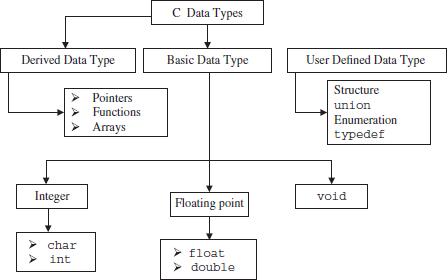 C Data Types
Derived Data Type
Basic Data Type
User Defined Data Type
➢ Pointers
➢ Functions
➢ Arrays
Structure
union
Enumeration
typedef
Integer
Floating point
void
➢ char
➢ int
➢ float
➢ double